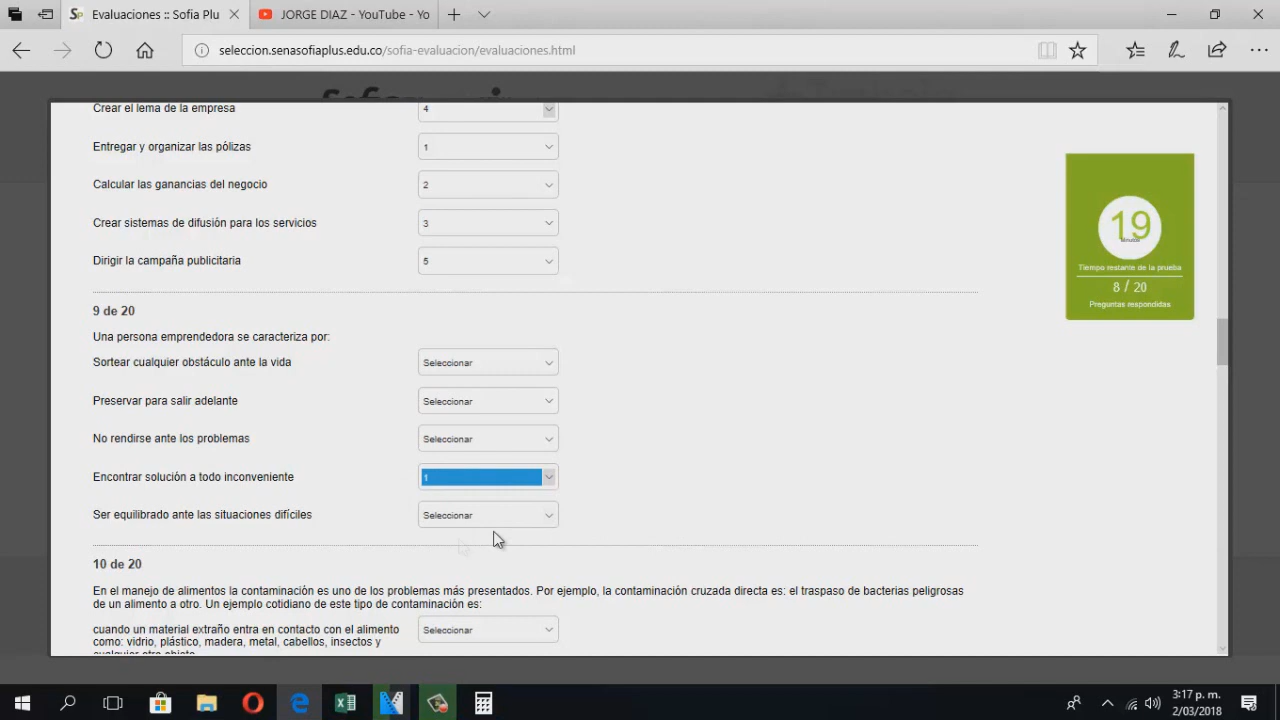 Evaluaciones :: Sofia Plu
JORGE DIAZ - YouTube - Yo
seleccion.senasofiaplus.edu.co/sofia-evaluacion/evaluaciones.html
Crear el lema de la empresa 4
Entregar y organizar las pólizas 1
Calcular las ganancias del negocio 2
Crear sistemas de difusión para los servicios 3
Dirigir la campaña publicitaria 5
9 de 20
Una persona emprendedora se caracteriza por:
Sortear cualquier obstáculo ante la vida Seleccionar
Preservar para salir adelante Seleccionar
No rendirse ante los problemas Seleccionar
Encontrar solución a todo inconveniente 1
Ser equilibrado ante las situaciones difíciles Seleccionar
10 de 20
En el manejo de alimentos la contaminación es uno de los problemas más presentados. Por ejemplo, la contaminación cruzada directa es: el traspaso de bacterias peligrosas
de un alimento a otro. Un ejemplo cotidiano de este tipo de contaminación es:
cuando un material extraño entra en contacto con el alimento Seleccionar
como: vidrio, plástico, madera, metal, cabellos, insectos y
cualquier otro objeto
19
Minutos
Tiempo restante de la prueba
8 / 20
Preguntas respondidas
3:17 p. m.
2/03/2018